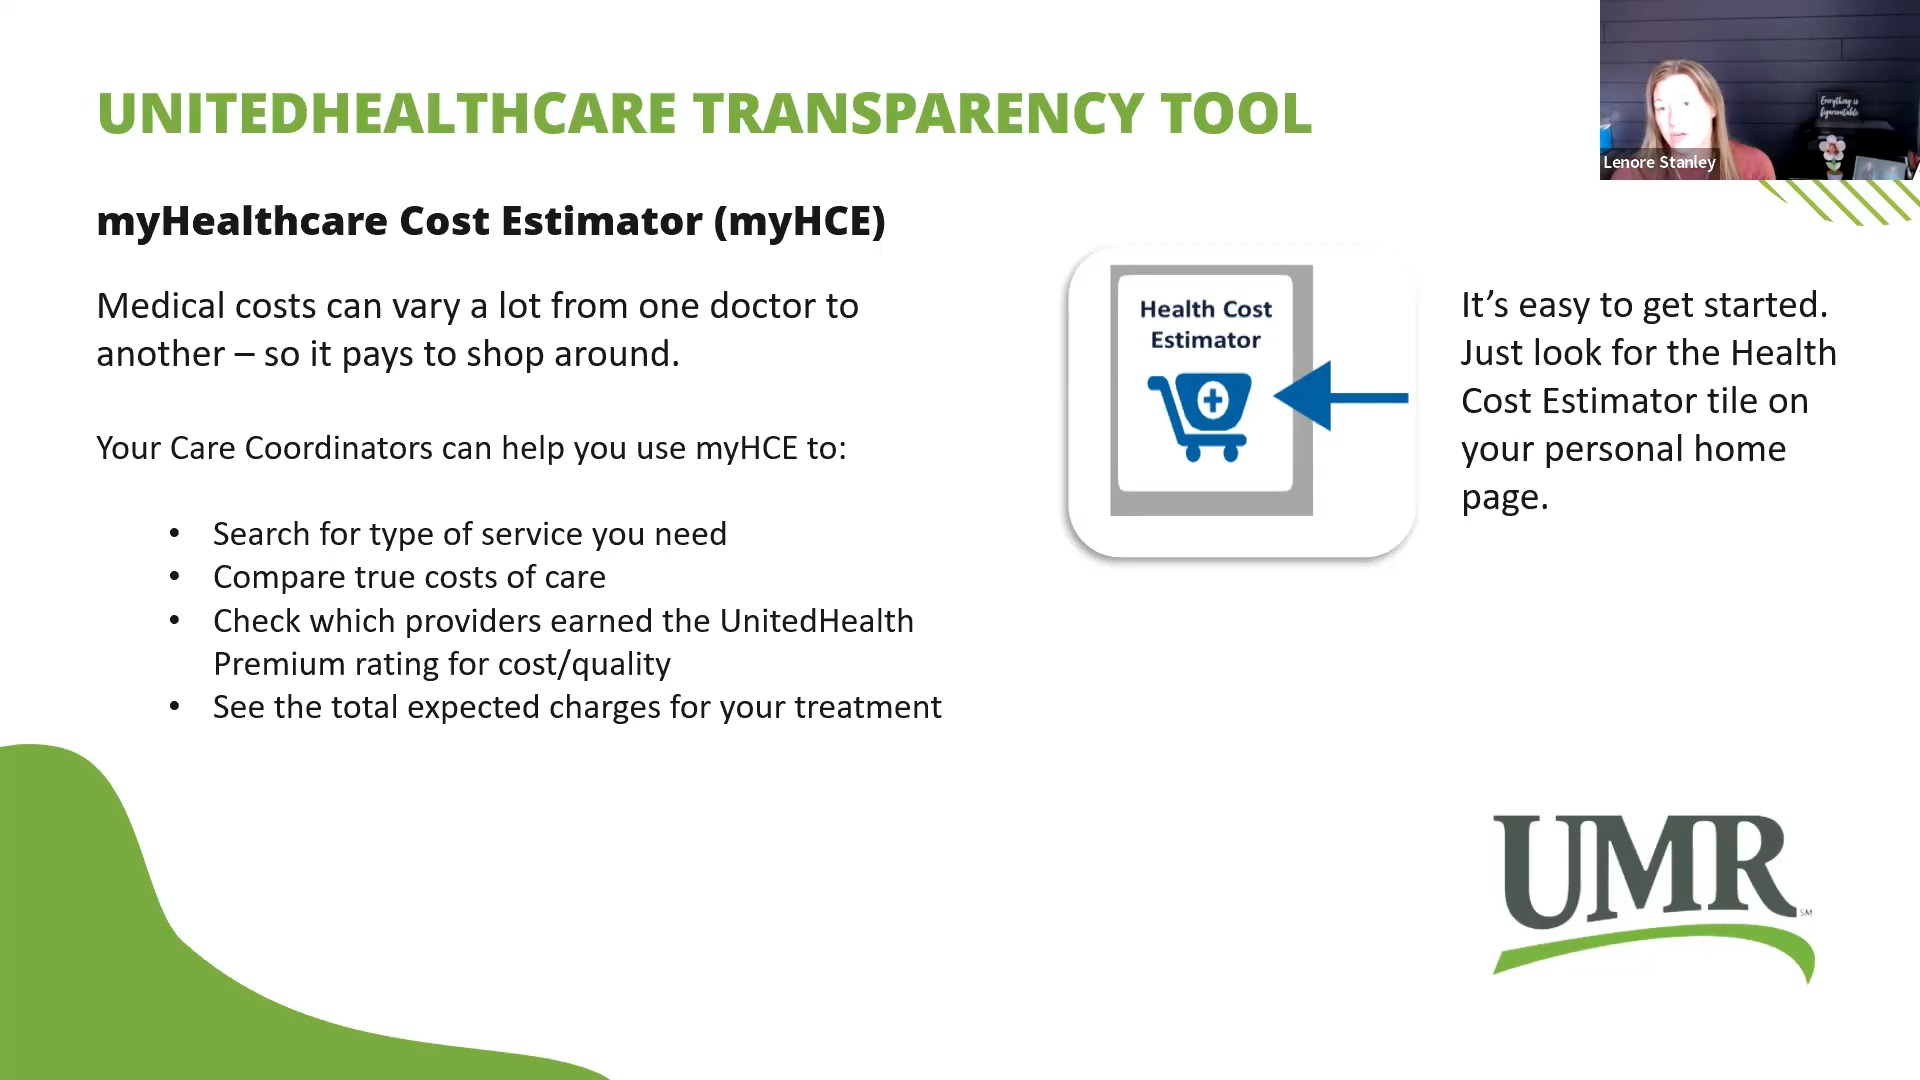 UNITEDHEALTHCARE TRANSPARENCY TOOL
Everything is
figureoutable
Lenore Stanley
myHealthcare Cost Estimator (myHCE)
Medical costs can vary a lot from one doctor to
another – so it pays to shop around.
Your Care Coordinators can help you use myHCE to:
• Search for type of service you need
• Compare true costs of care
• Check which providers earned the UnitedHealth
Premium rating for cost/quality
• See the total expected charges for your treatment
Health Cost
Estimator
It’s easy to get started.
Just look for the Health
Cost Estimator tile on
your personal home
page.
UMR
SM